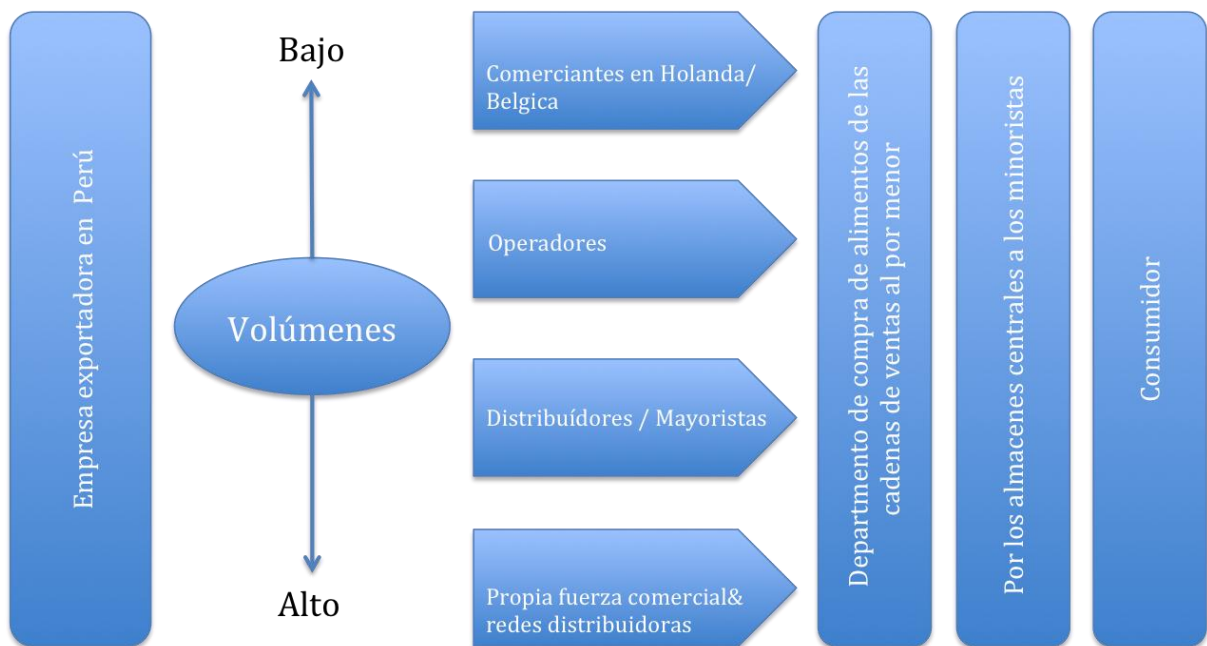 Empresa exportadora en Perú
Bajo
Volúmenes
Alto
Comerciantes en Holanda/
Belgica
Operadores
Distribuídores / Mayoristas
Propia fuerza comercial&
redes distribuidoras
Departmento de compra de alimentos de las
cadenas de ventas al por menor
Por los almacenes centrales a los minoristas
Consumidor